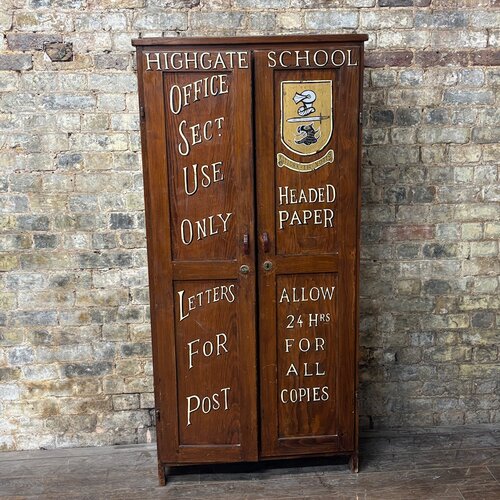 HIGHGATE SCHOOL
OFFICE
SECT
USE
ONLY
HEADED
PAPER
LETTERS
FOR
POST
ALLOW
24 HRS
FOR
ALL
COPIES